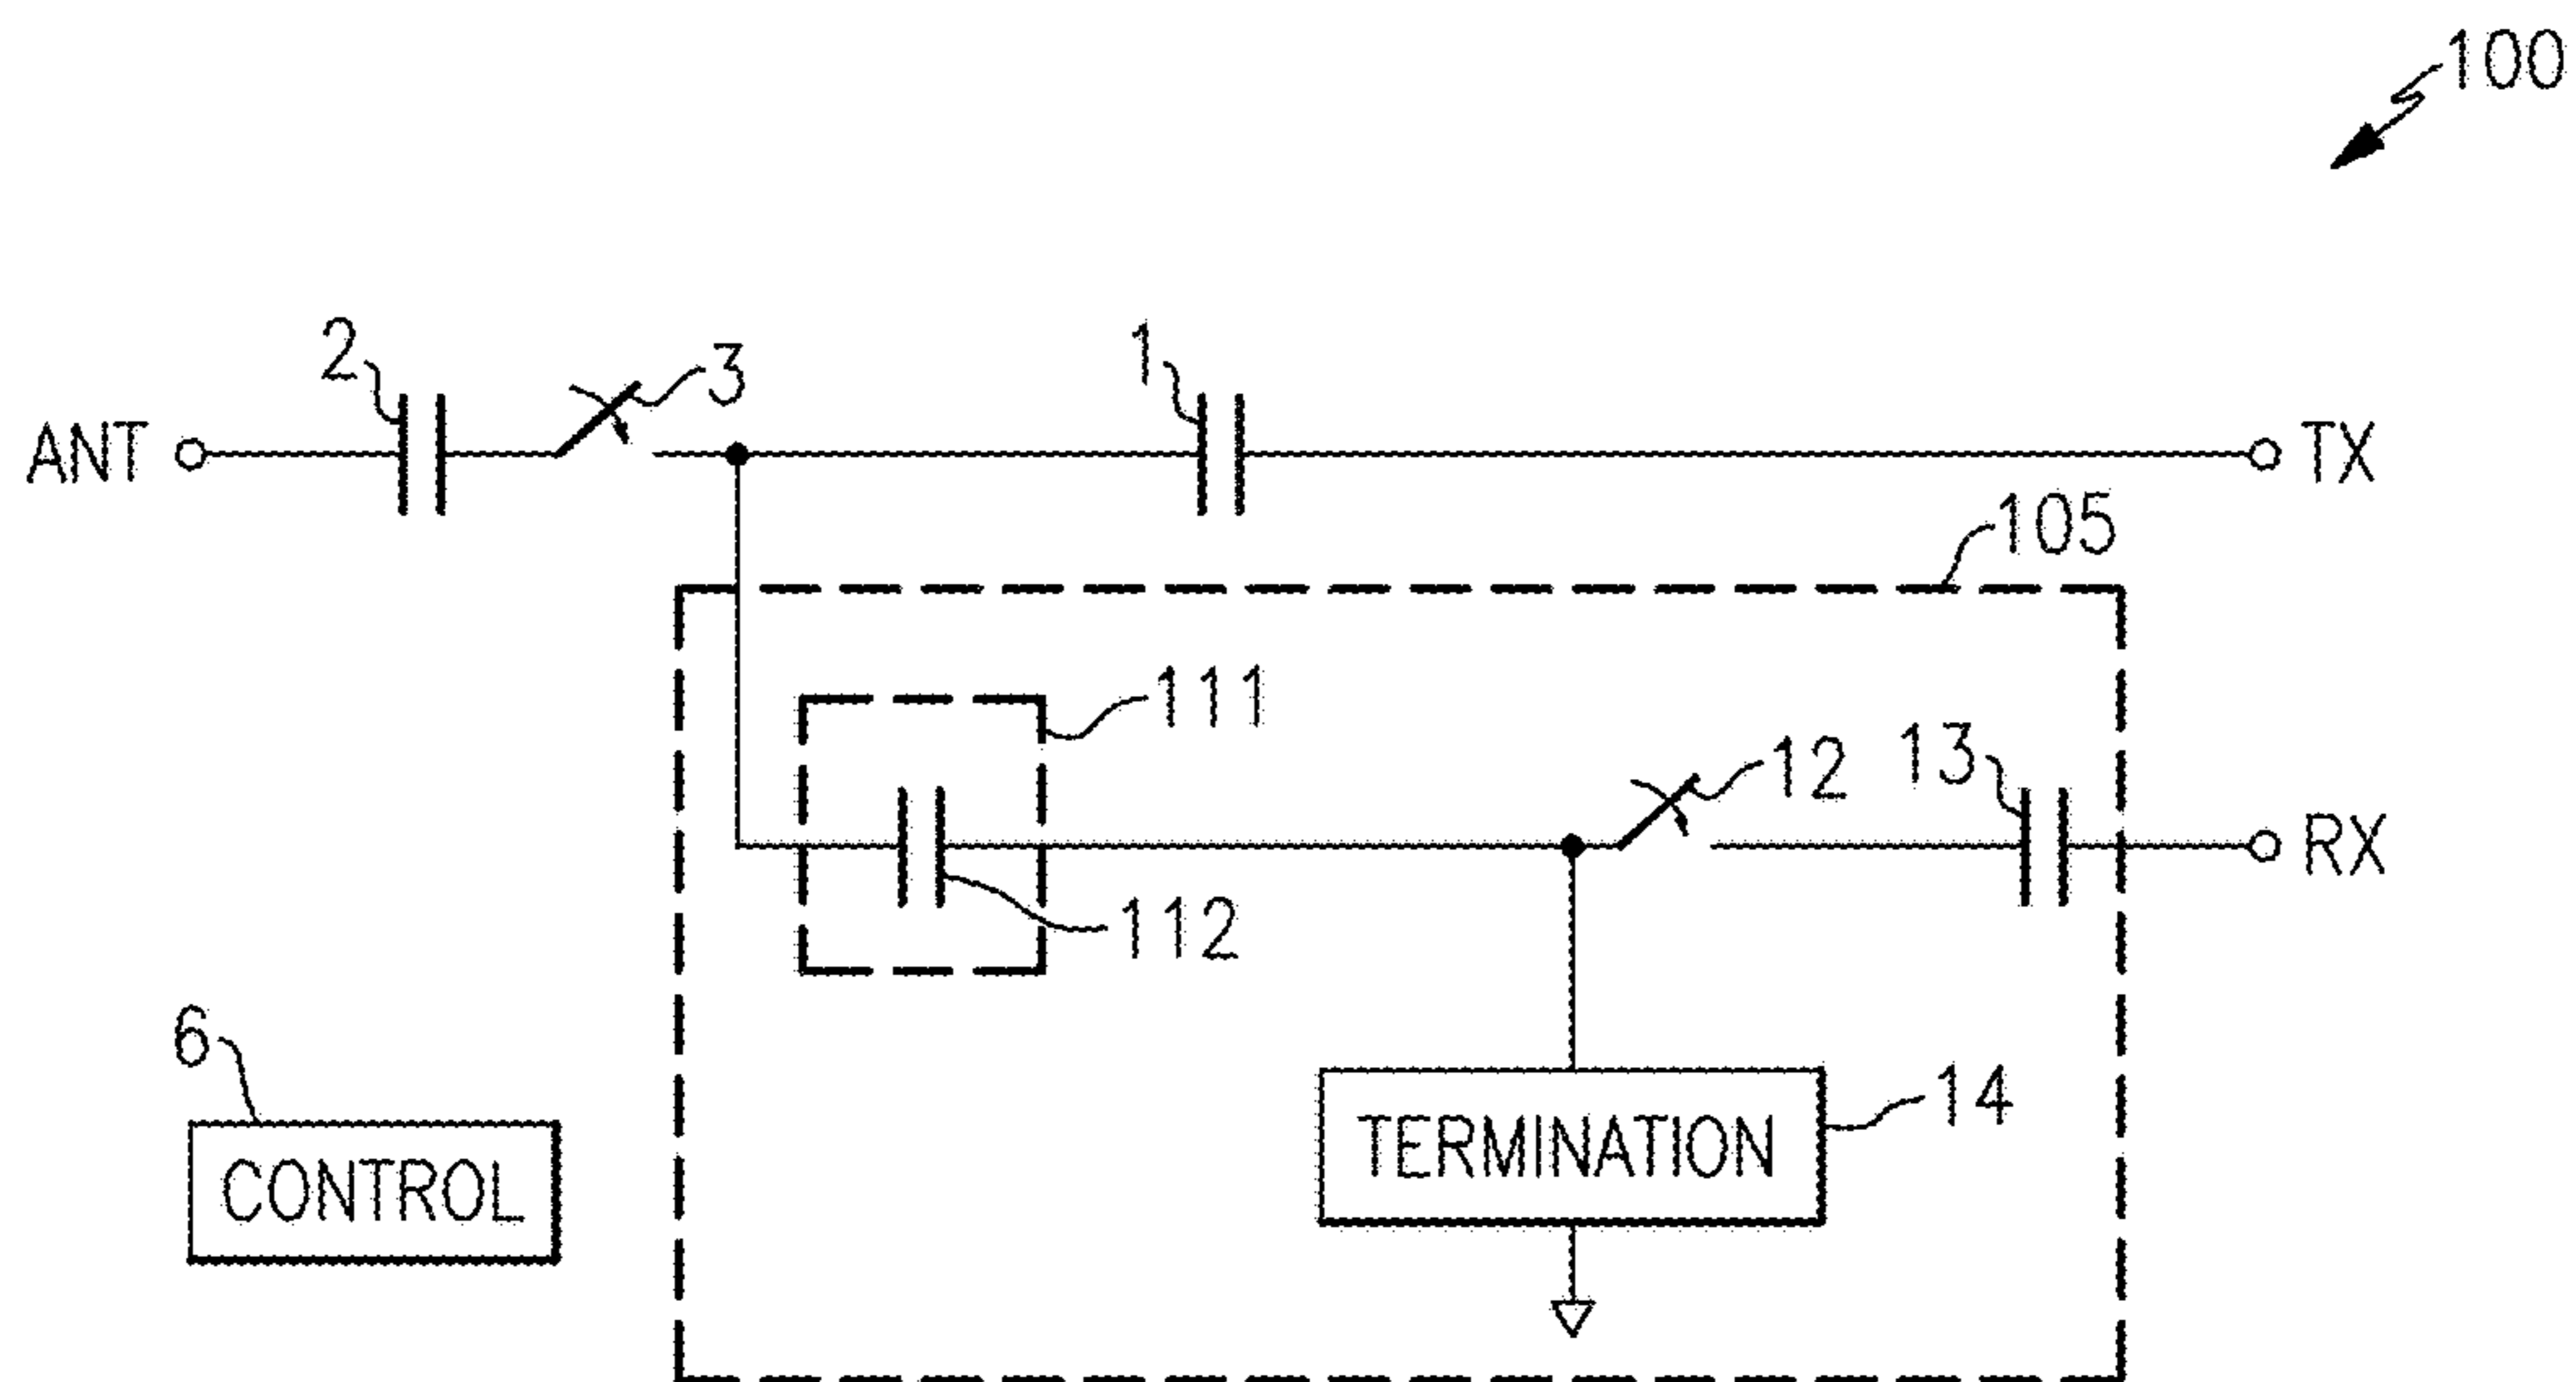 100
2
3
1
ANT
TX
105
111
12
13
RX
112
6
14
TERMINATION
CONTROL